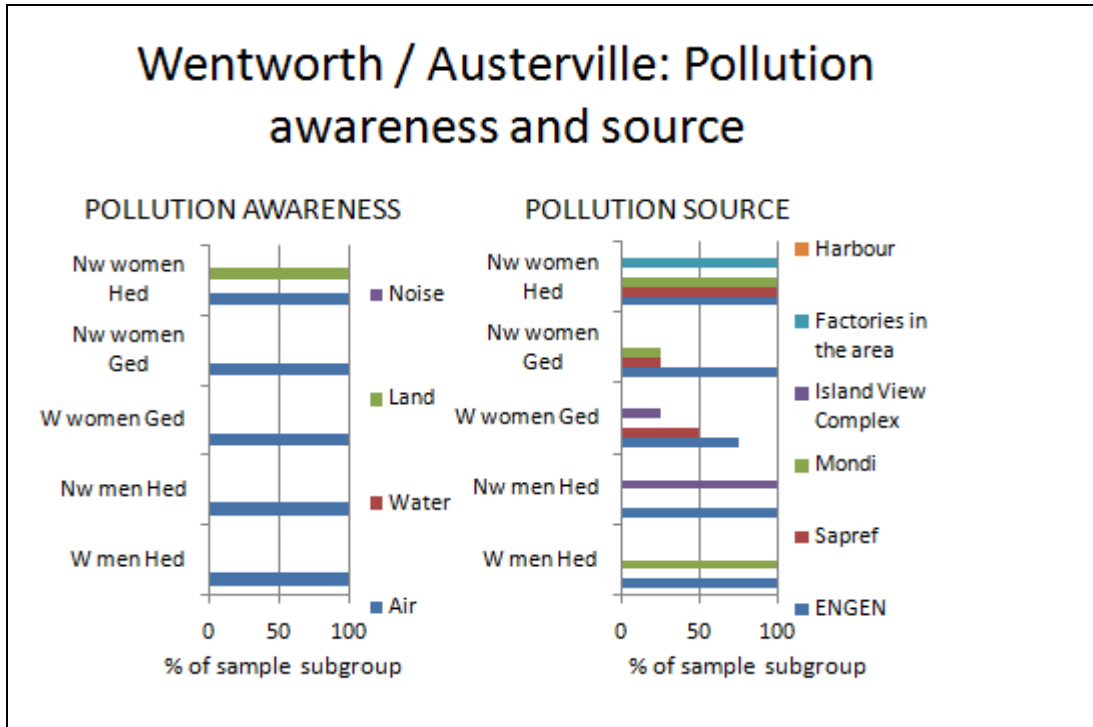 Wentworth / Austerville: Pollution
awareness and source
POLLUTION AWARENESS
Nw women
Hed
Nw women
Ged
W women Ged
Nw men Hed
W men Hed
0 50 100
% of sample subgroup
Noise
Land
Water
Air
POLLUTION SOURCE
Nw women
Hed
Nw women
Ged
W women Ged
Nw men Hed
W men Hed
0 50 100
% of sample subgroup
Harbour
Factories in
the area
Island View
Complex
Mondi
Sapref
ENGEN